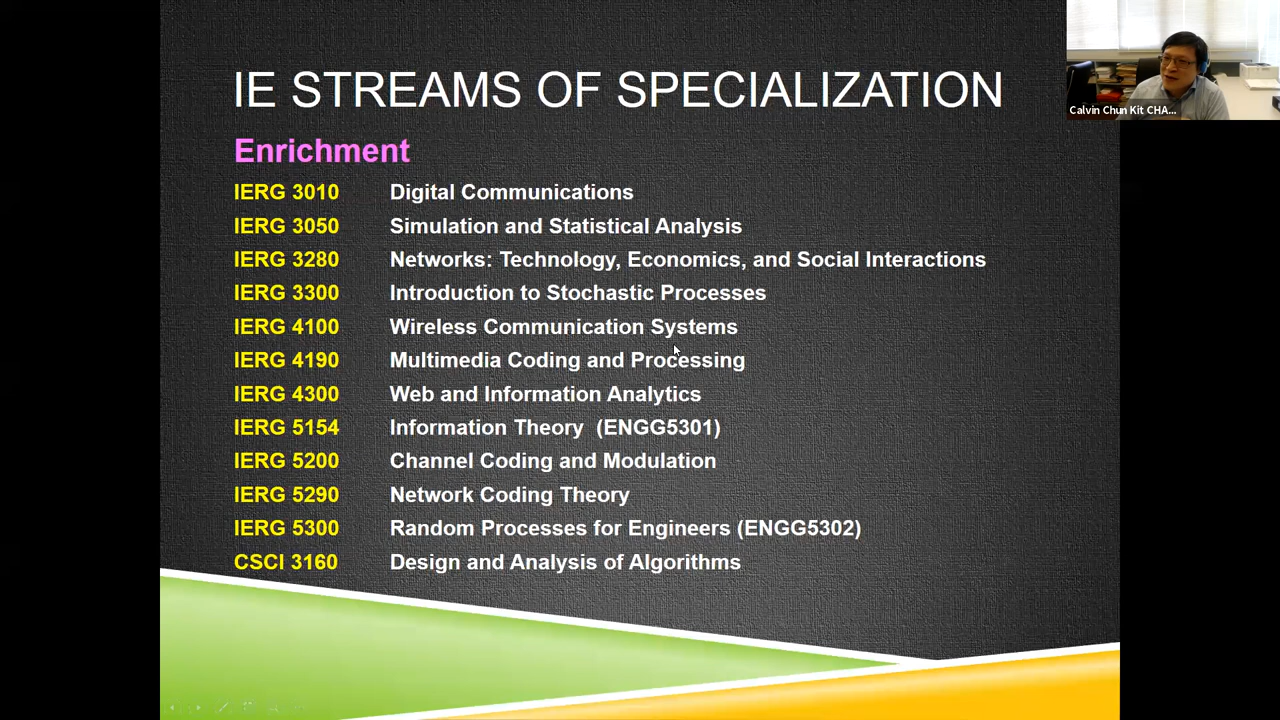 IE STREAMS OF SPECIALIZATION
Calvin Chun Kit CHA...
Enrichment
IERG 3010 Digital Communications
IERG 3050 Simulation and Statistical Analysis
IERG 3280 Networks: Technology, Economics, and Social Interactions
IERG 3300 Introduction to Stochastic Processes
IERG 4100 Wireless Communication Systems
IERG 4190 Multimedia Coding and Processing
IERG 4300 Web and Information Analytics
IERG 5154 Information Theory (ENGG5301)
IERG 5200 Channel Coding and Modulation
IERG 5290 Network Coding Theory
IERG 5300 Random Processes for Engineers (ENGG5302)
CSCI 3160 Design and Analysis of Algorithms